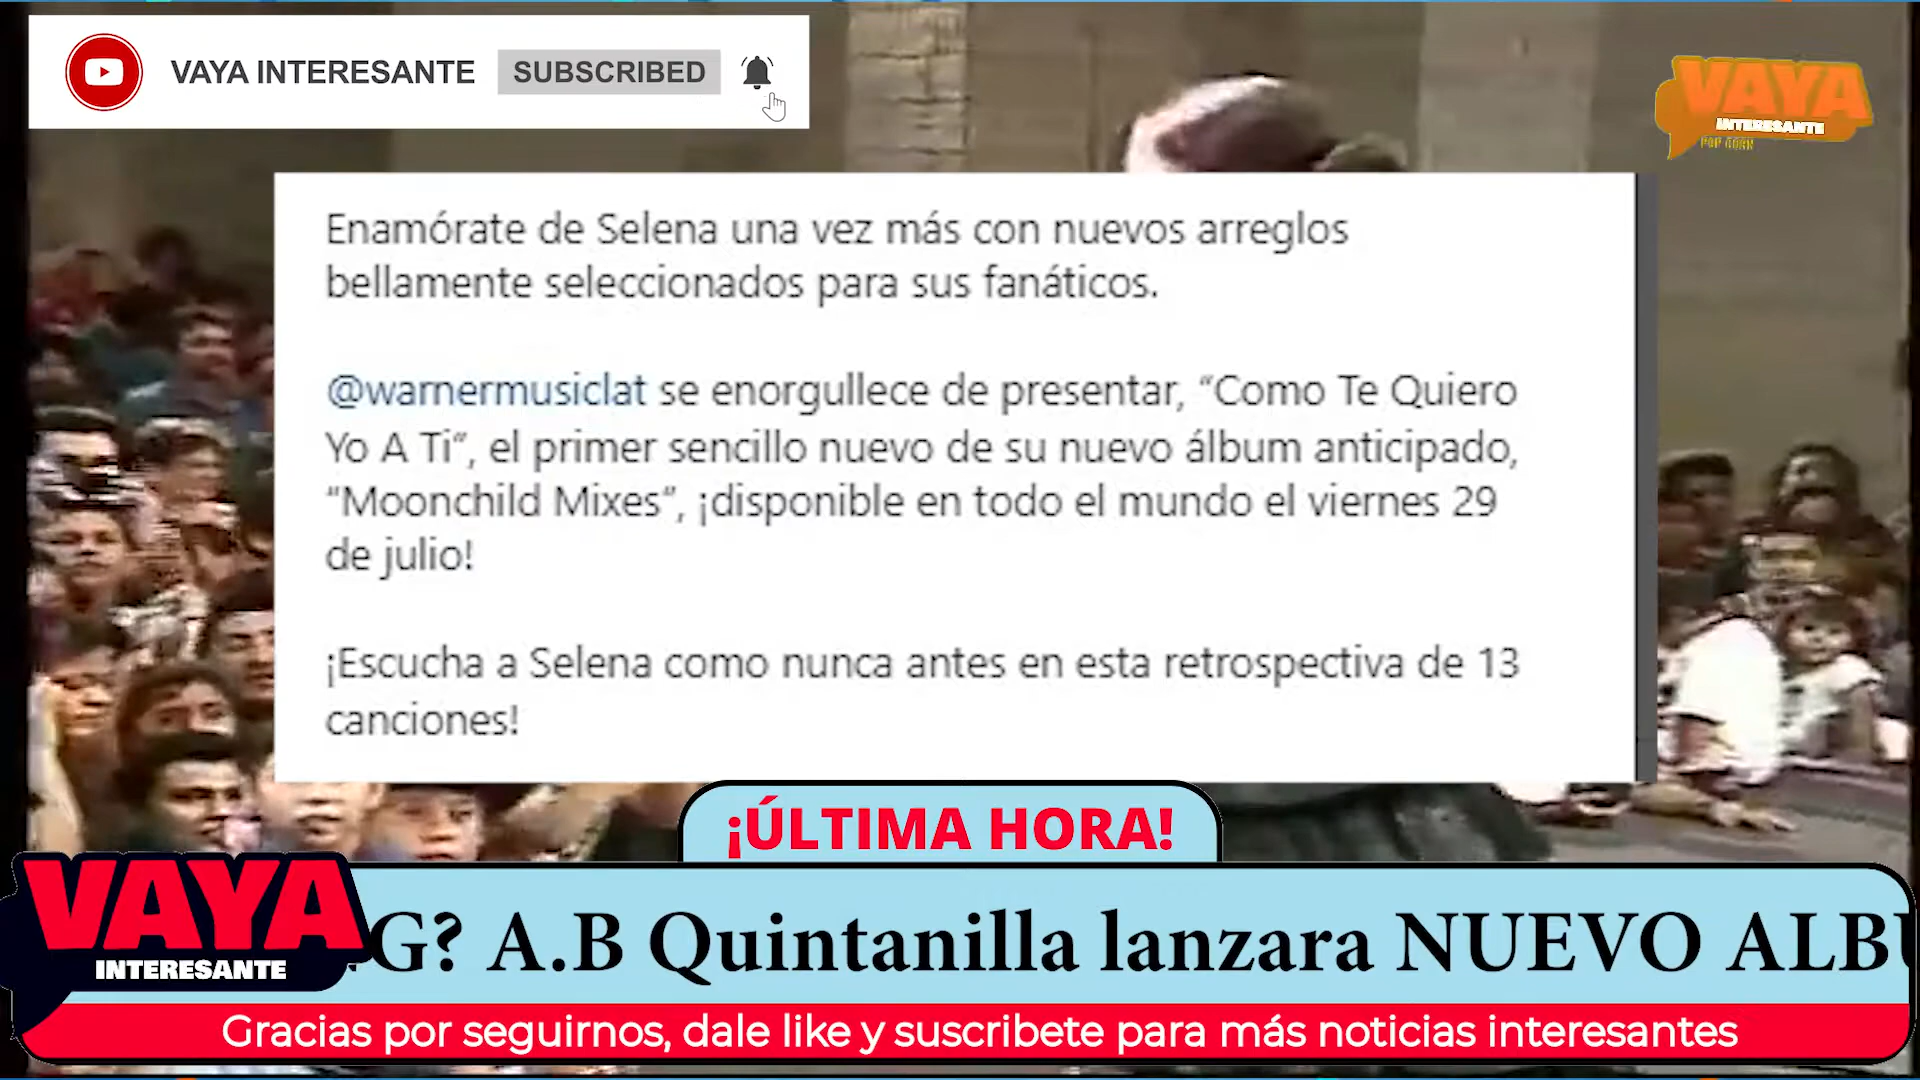 VAYA INTERESANTE SUBSCRIBED
VAYA
INTERESANTE
POP CORN
Enamórate de Selena una vez más con nuevos arreglos
bellamente seleccionados para sus fanáticos.
@warnermusiclat se enorgullece de presentar, “Como Te Quiero
Yo A Ti”, el primer sencillo nuevo de su nuevo álbum anticipado,
“Moonchild Mixes”, ¡disponible en todo el mundo el viernes 29
de julio!
¡Escucha a Selena como nunca antes en esta retrospectiva de 13
canciones!
¡ÚLTIMA HORA!
VAYA
INTERESANTE
G? A.B Quintanilla lanzara NUEVO ALBU
Gracias por seguirnos, dale like y suscribete para más noticias interesantes